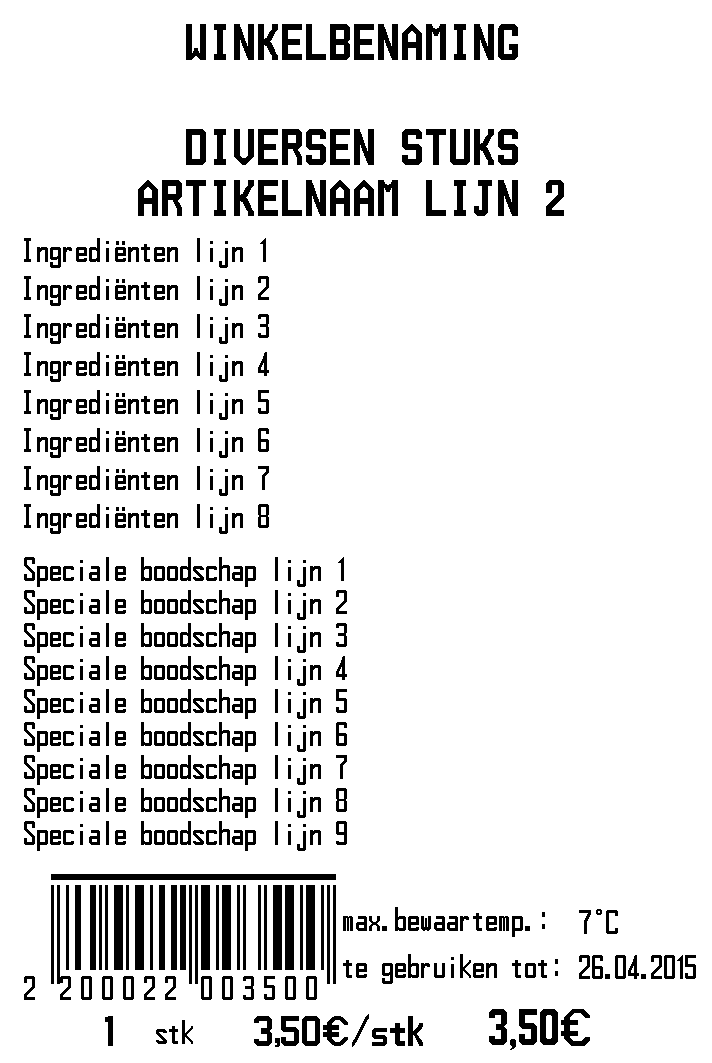 WINKELBENAMING
DIVERSEN STUKS
ARTIKELNAAM LIJN 2
Ingrediënten lijn 1
Ingrediënten lijn 2
Ingrediënten lijn 3
Ingrediënten lijn 4
Ingrediënten lijn 5
Ingrediënten lijn 6
Ingrediënten lijn 7
Ingrediënten lijn 8
Speciale boodschap lijn 1
Speciale boodschap lijn 2
Speciale boodschap lijn 3
Speciale boodschap lijn 4
Speciale boodschap lijn 5
Speciale boodschap lijn 6
Speciale boodschap lijn 7
Speciale boodschap lijn 8
Speciale boodschap lijn 9
max.bewaartemp.: 7°C
te gebruiken tot: 26.04.2015
2 200022 003500
1 stk 3,50€/stk 3,50€